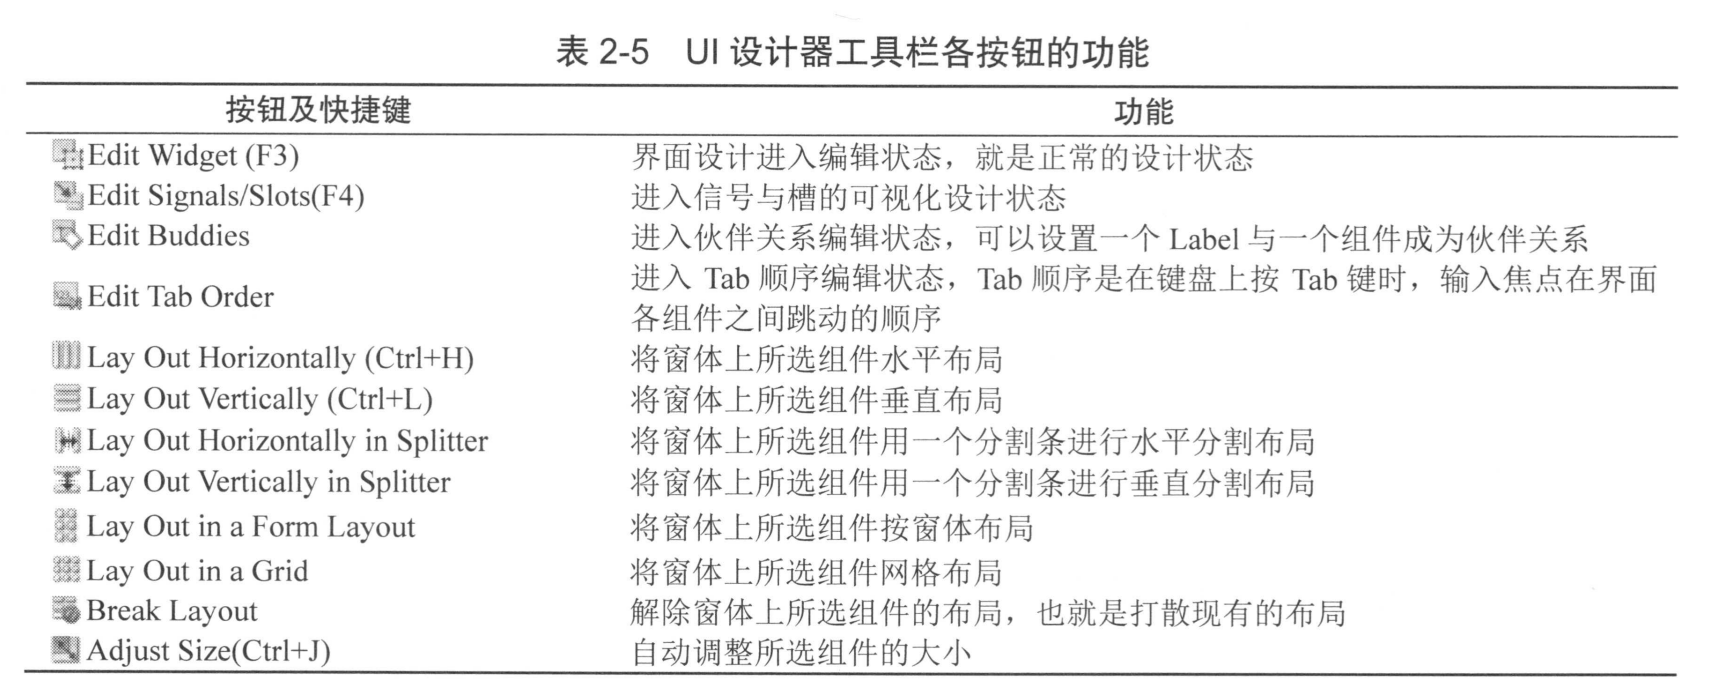 表 2-5 UI 设计器工具栏各按钮的功能
按钮及快捷键 功能
Edit Widget (F3) 界面设计进入编辑状态，就是正常的设计状态
Edit Signals/Slots(F4) 进入信号与槽的可视化设计状态
Edit Buddies 进入伙伴关系编辑状态，可以设置一个 Label 与一个组件成为伙伴关系
Edit Tab Order 进入 Tab 顺序编辑状态，Tab 顺序是在键盘上按 Tab 键时，输入焦点在界面
各组件之间跳动的顺序
Lay Out Horizontally (Ctrl+H) 将窗体上所选组件水平布局
Lay Out Vertically (Ctrl+L) 将窗体上所选组件垂直布局
Lay Out Horizontally in Splitter 将窗体上所选组件用一个分割条进行水平分割布局
Lay Out Vertically in Splitter 将窗体上所选组件用一个分割条进行垂直分割布局
Lay Out in a Form Layout 将窗体上所选组件按窗体布局
Lay Out in a Grid 将窗体上所选组件网格布局
Break Layout 解除窗体上所选组件的布局，也就是打散现有的布局
Adjust Size(Ctrl+J) 自动调整所选组件的大小